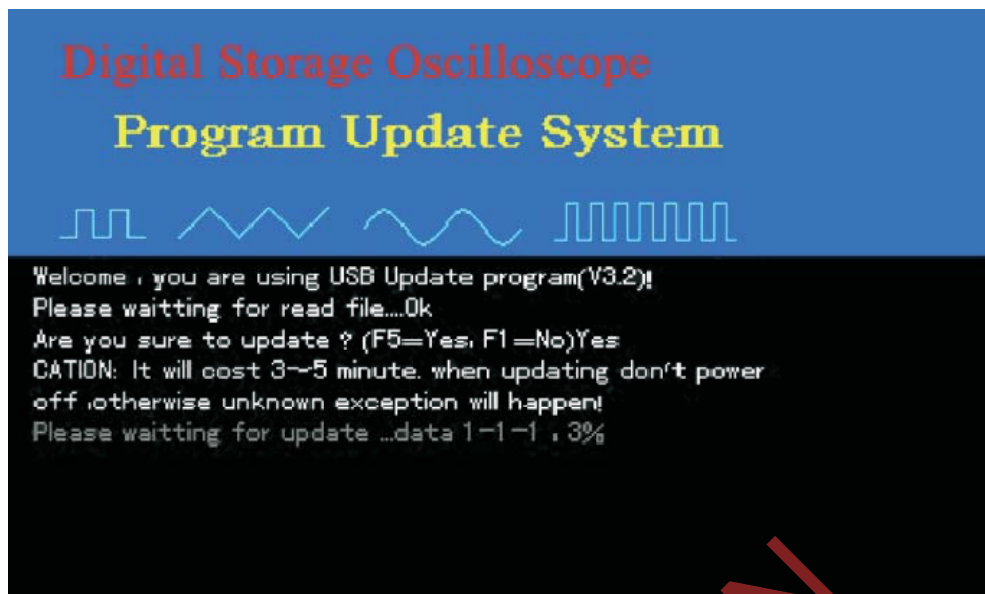 Digital Storage Oscilloscope
Program Update System
Welcome , you are using USB Update program(V3.2)!
Please waitting for read file....Ok
Are you sure to update ? (F5=Yes, F1=No)Yes
CATION: It will cost 3~5 minute. when updating don't power
off ,otherwise unknown exception will happen!
Please waitting for update ...data 1-1-1 , 3%